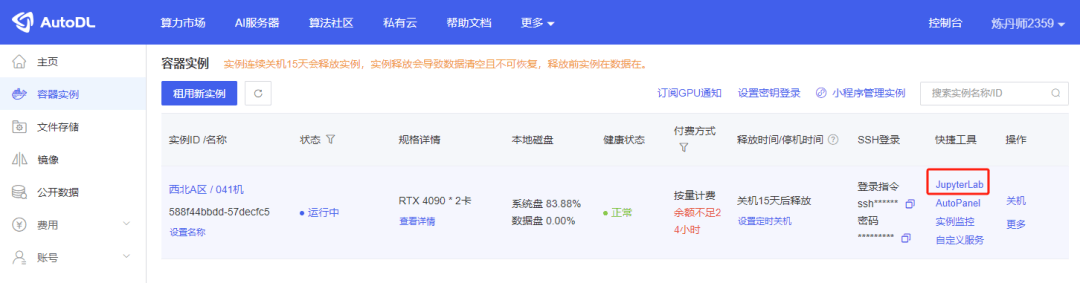 AutoDL
算力市场
AI服务器
算法社区
私有云
帮助文档
更多
控制台
炼丹师2359
主页
容器实例
文件存储
镜像
公开数据
费用
账号
容器实例
实例连续关机15天会释放实例，实例释放会导致数据清空且不可恢复，释放前实例在数据在。
租用新实例
订阅GPU通知
设置密钥登录
小程序管理实例
搜索实例名称/ID
实例ID /名称
状态
规格详情
本地磁盘
健康状态
付费方式
释放时间/停机时间
SSH登录
快捷工具
操作
西北A区 / 041机
588f44bbdd-57decfc5
设置名称
运行中
RTX 4090 * 2卡
查看详情
系统盘 83.88%
数据盘 0.00%
正常
按量计费
余额不足2
4小时
关机15天后释放
设置定时关机
登录指令
ssh******
密码
*********
JupyterLab
AutoPanel
实例监控
自定义服务
关机
更多